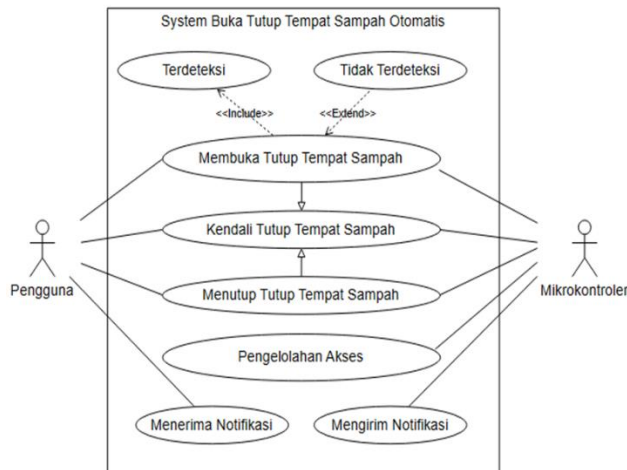 System Buka Tutup Tempat Sampah Otomatis
Terdeteksi
Tidak Terdeteksi
<<Include>>
<<Extend>>
Membuka Tutup Tempat Sampah
Kendali Tutup Tempat Sampah
Pengguna
Mikrokontroler
Menutup Tutup Tempat Sampah
Pengelolahan Akses
Menerima Notifikasi
Mengirim Notifikasi